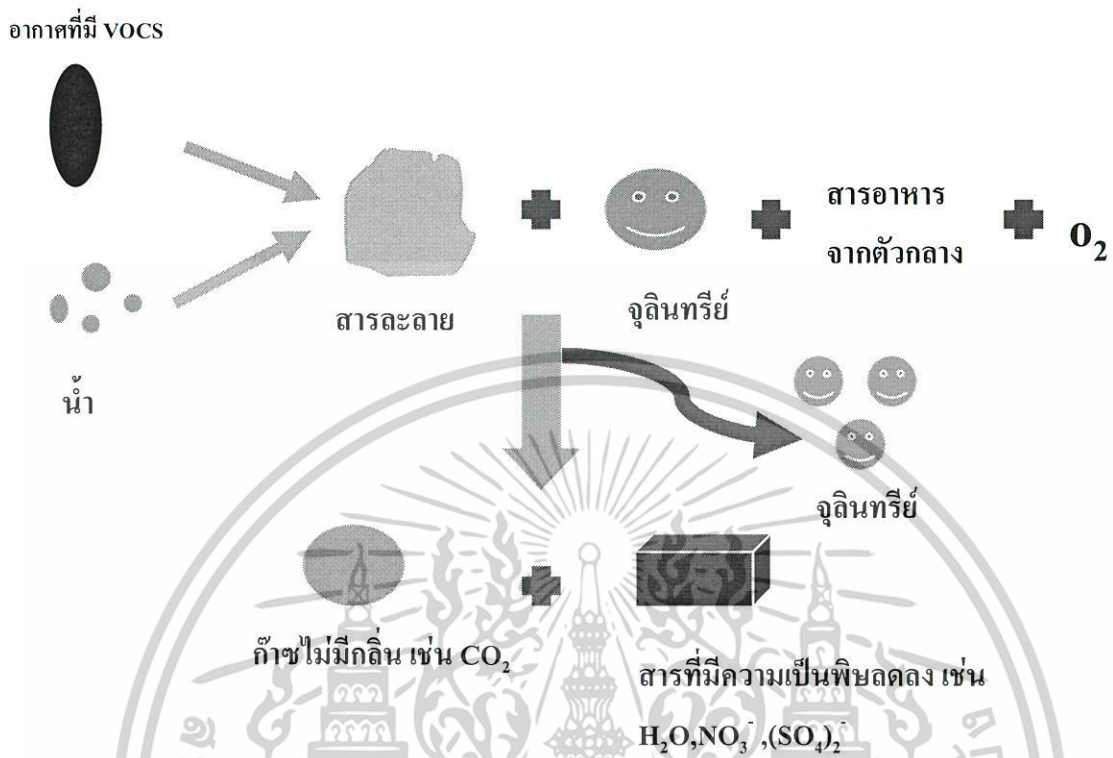 อากาศที่มี VOCS
สารอาหาร
จากตัวกลาง
O₂
น้ำ
สารละลาย
จุลินทรีย์
จุลินทรีย์
ก๊าซไม่มีกลิ่น เช่น CO₂
สารที่มีความเป็นพิษลดลง เช่น
H₂O,NO₃⁻,(SO₄)₂⁻